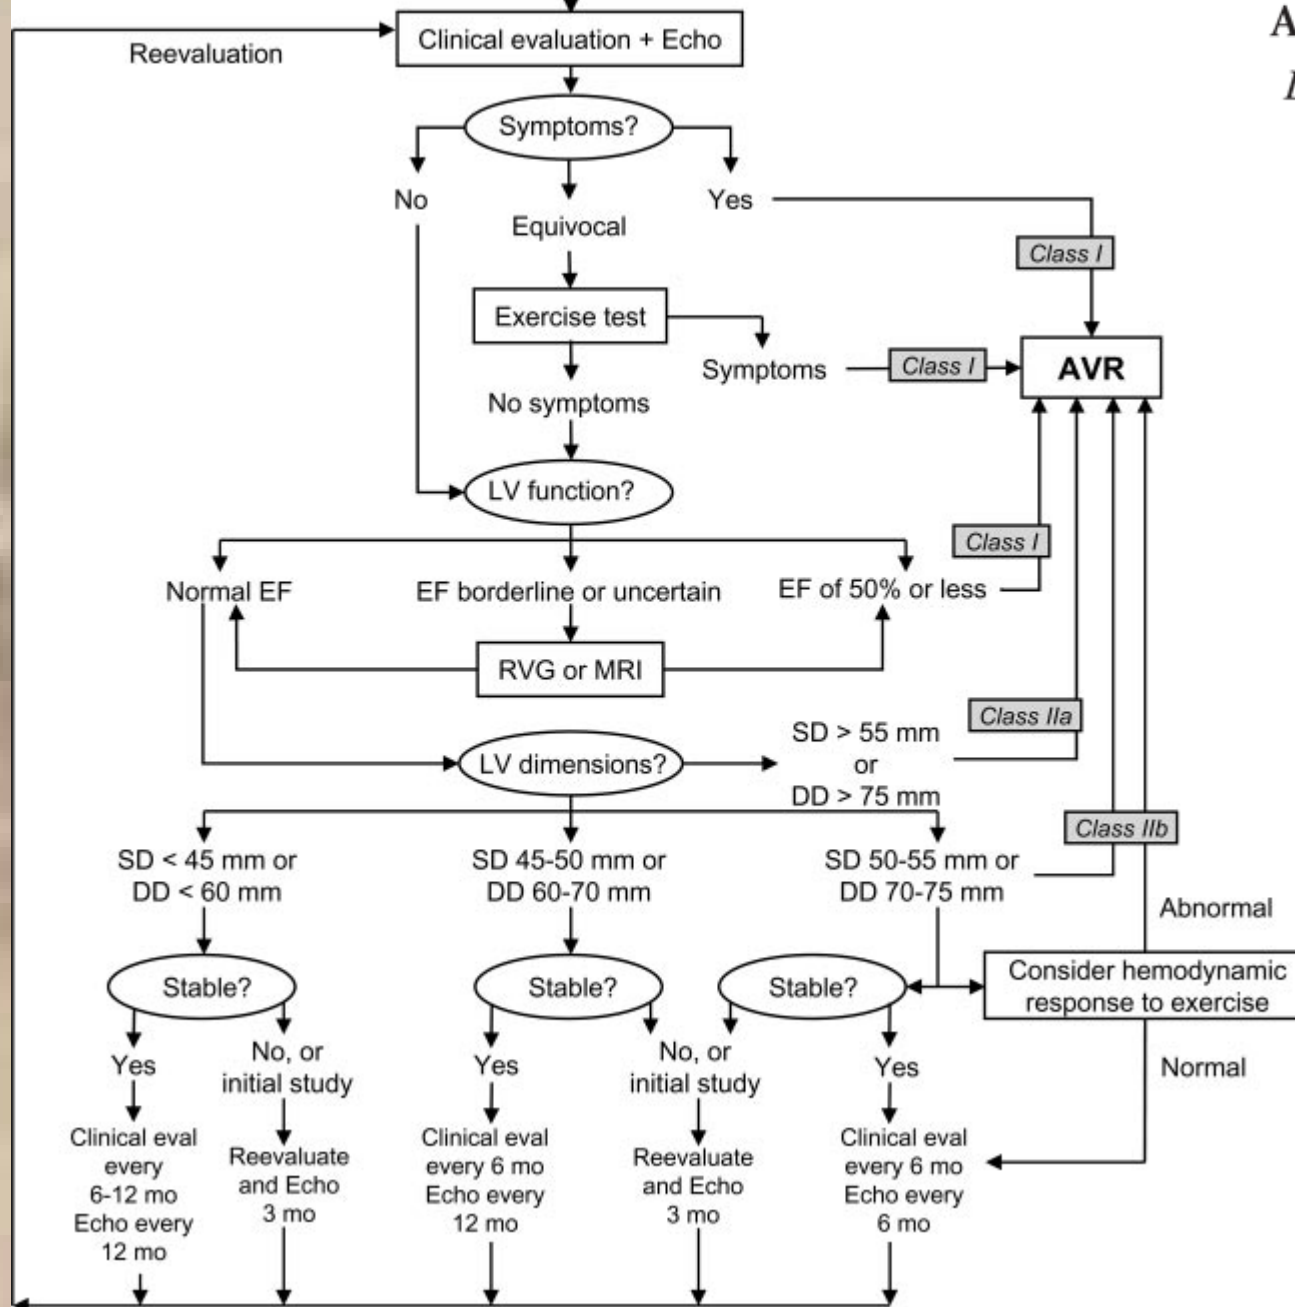 A
Reevaluation
Clinical evaluation + Echo
Symptoms?
No
Equivocal
Yes
Class I
Exercise test
Symptoms
Class I
AVR
No symptoms
LV function?
Class I
Normal EF
EF borderline or uncertain
EF of 50% or less
RVG or MRI
Class IIa
LV dimensions?
SD > 55 mm
or
DD > 75 mm
Class IIb
SD < 45 mm or
DD < 60 mm
SD 45-50 mm or
DD 60-70 mm
SD 50-55 mm or
DD 70-75 mm
Abnormal
Stable?
Stable?
Stable?
Consider hemodynamic
response to exercise
Yes
No, or
initial study
Yes
No, or
initial study
Yes
Normal
Clinical eval
every
6-12 mo
Echo every
12 mo
Reevaluate
and Echo
3 mo
Clinical eval
every 6 mo
Echo every
12 mo
Reevaluate
and Echo
3 mo
Clinical eval
every 6 mo
Echo every
6 mo